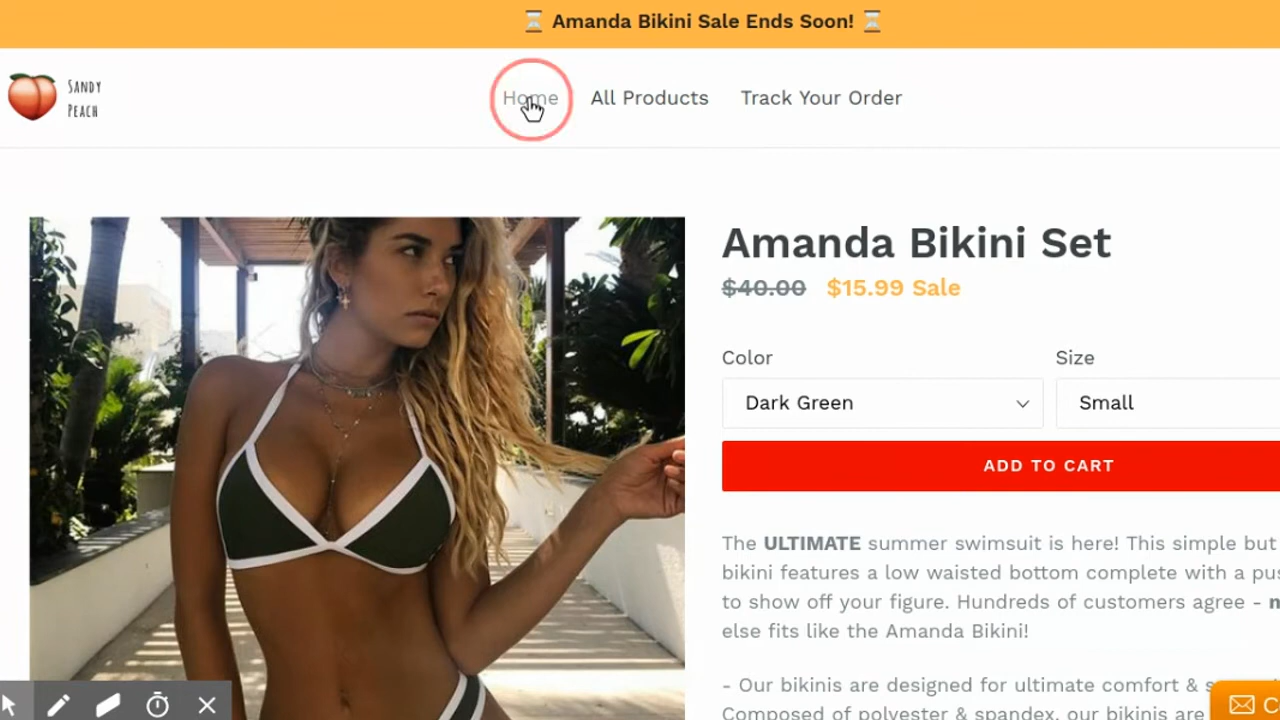 ⌛ Amanda Bikini Sale Ends Soon! ⌛
SANDY
PEACH
Home
All Products
Track Your Order
Amanda Bikini Set
$40.00 $15.99 Sale
Color
Size
Dark Green
Small
ADD TO CART
The ULTIMATE summer swimsuit is here! This simple but
bikini features a low waisted bottom complete with a
to show off your figure. Hundreds of customers agree -
else fits like the Amanda Bikini!
- Our bikinis are designed for ultimate comfort &
Composed of polyester & spandex, our bikinis are